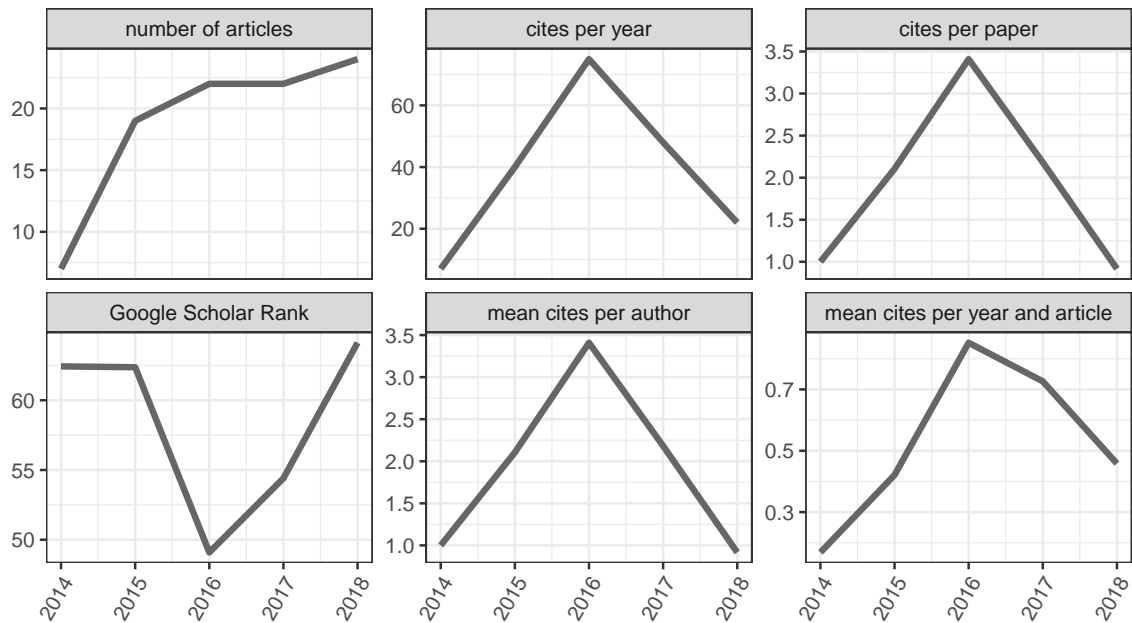 number of articles
cites per year
cites per paper
20
15
10
60
40
20
3.5
3.0
2.5
2.0
1.5
1.0
Google Scholar Rank
mean cites per author
mean cites per year and article
60
55
50
3.5
3.0
2.5
2.0
1.5
1.0
0.7
0.5
0.3
2014 2015 2016 2017 2018
2014 2015 2016 2017 2018
2014 2015 2016 2017 2018